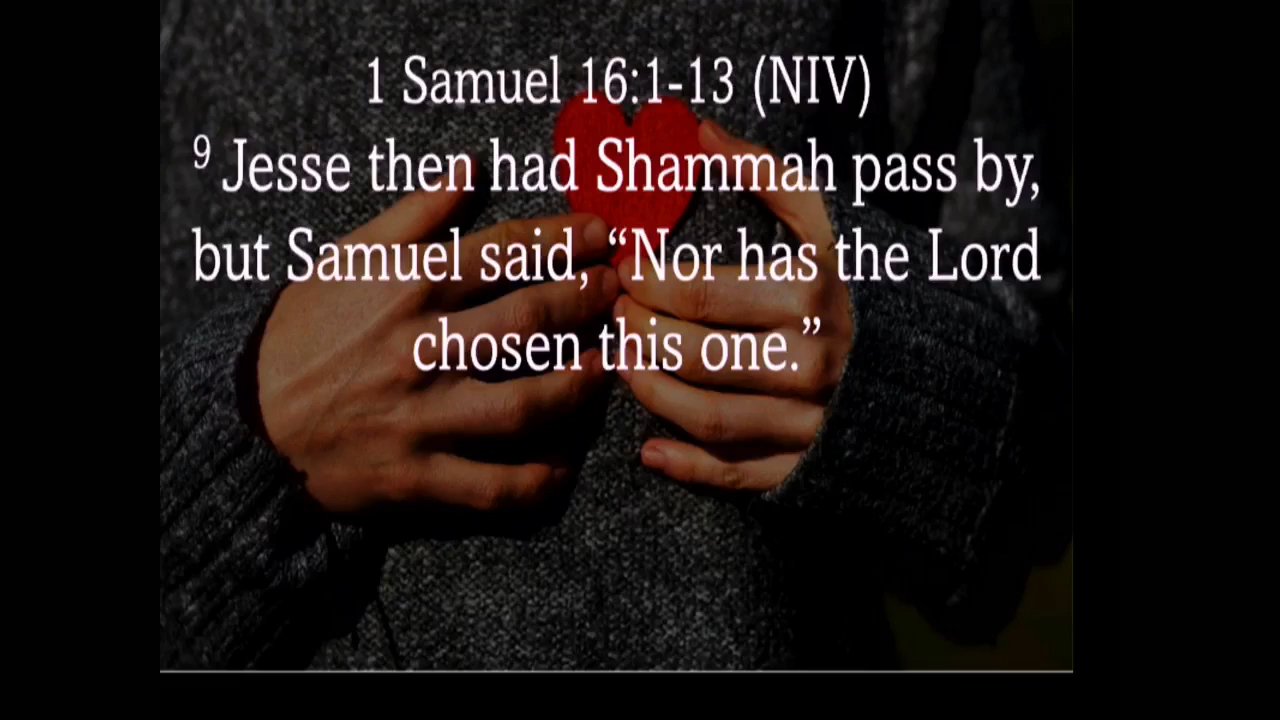 1 Samuel 16:1-13 (NIV)
9 Jesse then had Shammah pass by,
but Samuel said, “Nor has the Lord
chosen this one.”